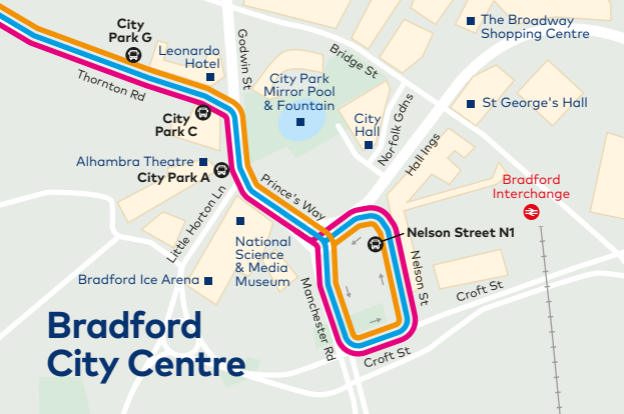 City
Park G
The Broadway
Shopping Centre
Leonardo
Hotel
Godwin St
Bridge St
Thornton Rd
City Park
Mirror Pool
& Fountain
City
Park C
City
Hall
Norfolk Gdns
St George's Hall
Hall Ings
Alhambra Theatre
City Park A
Prince's Way
Bradford
Interchange
Little Horton Ln
National
Science
& Media
Museum
Nelson Street N1
Nelson St
Bradford Ice Arena
Manchester Rd
Croft St
Croft St
Bradford
City Centre